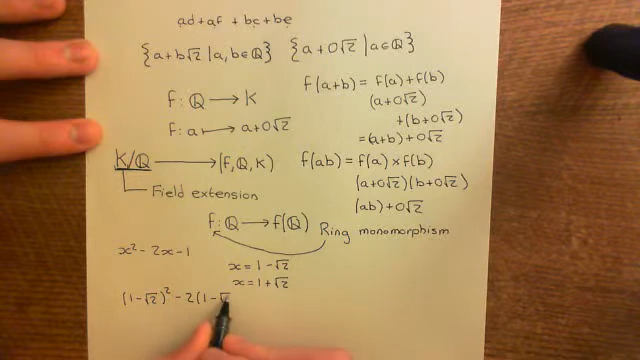 ad+af + bc + be
{a+b√2 | a,b∈ℚ} {a+0√2 | a∈ℚ}
f: ℚ → K
f: a ↦ a+0√2
K/ℚ → (f, ℚ, K)
Field extension
f: ℚ → f(ℚ)
Ring monomorphism
f(a+b) = f(a)+f(b)
(a+0√2)
+(b+0√2)
=(a+b)+0√2
f(ab) = f(a)×f(b)
(a+0√2)(b+0√2)
(ab)+0√2
x²-2x-1
x = 1-√2
x = 1+√2
(1-√2)² - 2(1-√